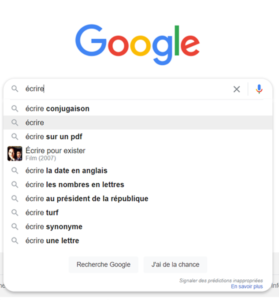 Google
écrire
écrire conjugaison
écrire
écrire sur un pdf
Écrire pour exister
Film (2007)
écrire la date en anglais
écrire les nombres en lettres
écrire au président de la république
écrire turf
écrire synonyme
écrire une lettre
Recherche Google J'ai de la chance
Signaler des prédictions inappropriées
En savoir plus